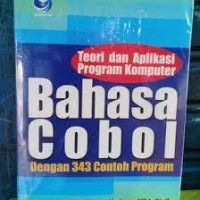 Teori dan Aplikasi
Program Komputer
Bahasa
Cobol
Dengan 343 Contoh Program